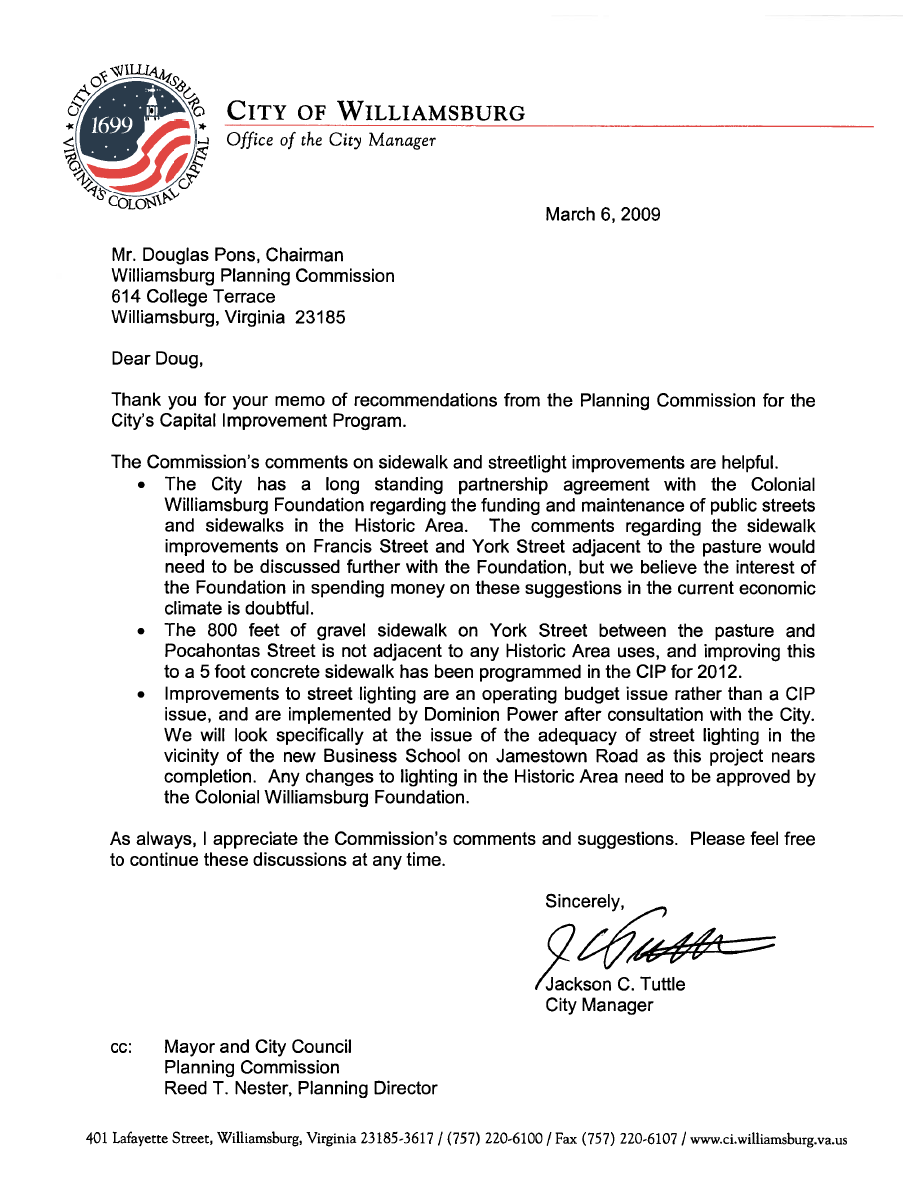 CITY OF WILLIAMSBURG
1699
★ VIRGINIA'S COLONIAL CAPITAL ★
CITY OF WILLIAMSBURG
Office of the City Manager
March 6, 2009
Mr. Douglas Pons, Chairman
Williamsburg Planning Commission
614 College Terrace
Williamsburg, Virginia 23185
Dear Doug,
Thank you for your memo of recommendations from the Planning Commission for the
City's Capital Improvement Program.
The Commission's comments on sidewalk and streetlight improvements are helpful.
• The City has a long standing partnership agreement with the Colonial
Williamsburg Foundation regarding the funding and maintenance of public streets
and sidewalks in the Historic Area. The comments regarding the sidewalk
improvements on Francis Street and York Street adjacent to the pasture would
need to be discussed further with the Foundation, but we believe the interest of
the Foundation in spending money on these suggestions in the current economic
climate is doubtful.
• The 800 feet of gravel sidewalk on York Street between the pasture and
Pocahontas Street is not adjacent to any Historic Area uses, and improving this
to a 5 foot concrete sidewalk has been programmed in the CIP for 2012.
• Improvements to street lighting are an operating budget issue rather than a CIP
issue, and are implemented by Dominion Power after consultation with the City.
We will look specifically at the issue of the adequacy of street lighting in the
vicinity of the new Business School on Jamestown Road as this project nears
completion. Any changes to lighting in the Historic Area need to be approved by
the Colonial Williamsburg Foundation.
As always, I appreciate the Commission's comments and suggestions. Please feel free
to continue these discussions at any time.
Sincerely,
J C Tuttle
Jackson C. Tuttle
City Manager
cc: Mayor and City Council
Planning Commission
Reed T. Nester, Planning Director
401 Lafayette Street, Williamsburg, Virginia 23185-3617 / (757) 220-6100 / Fax (757) 220-6107 / www.ci.williamsburg.va.us